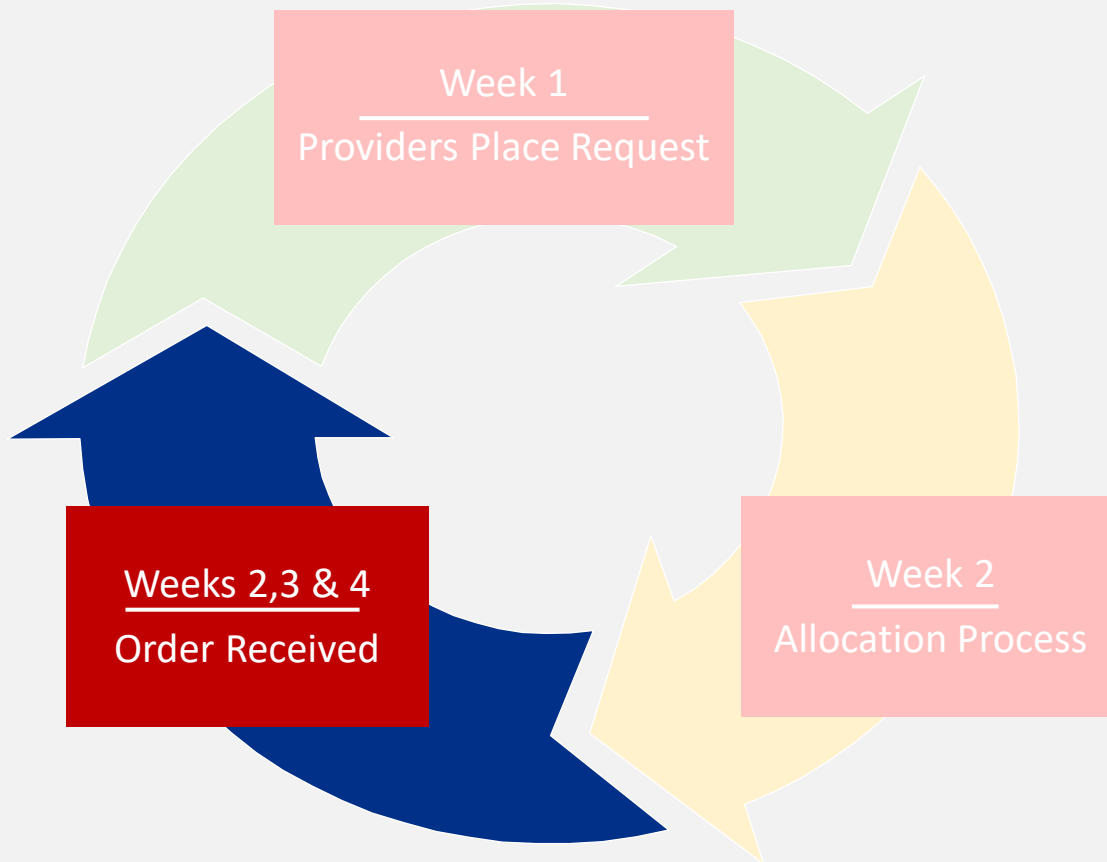 Week 1
Providers Place Request
Week 2
Allocation Process
Weeks 2,3 & 4
Order Received